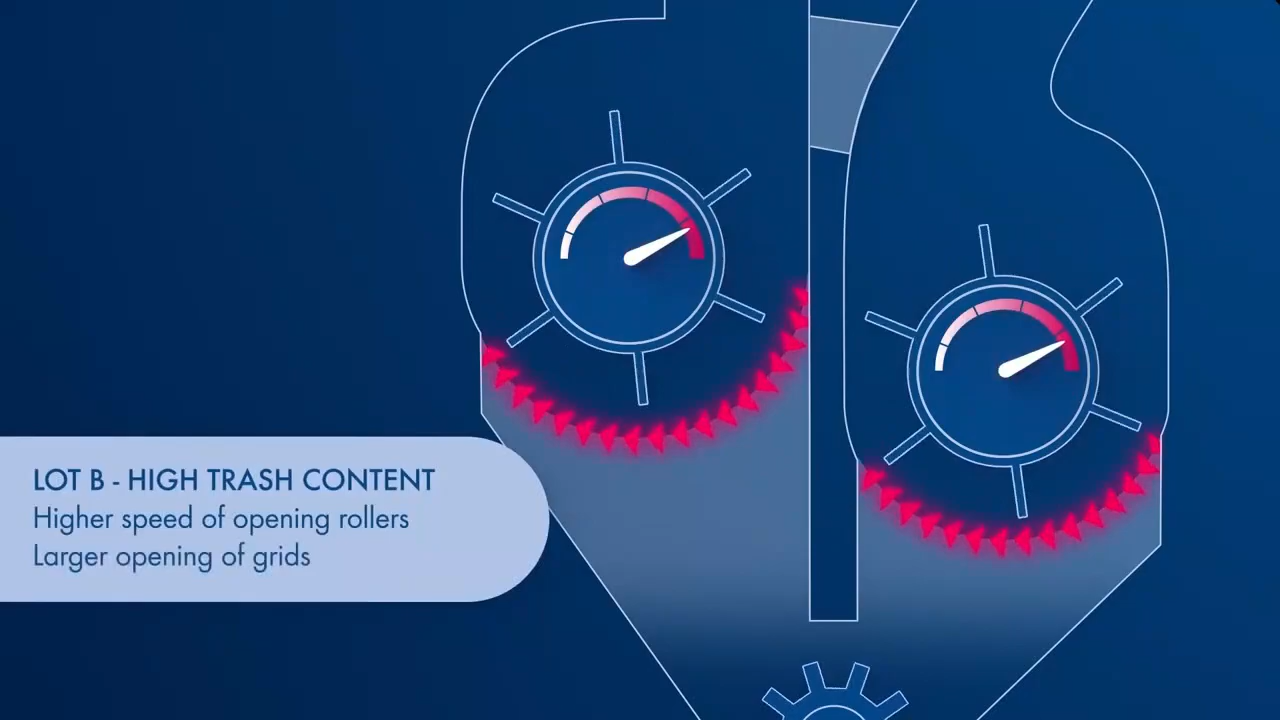 LOT B - HIGH TRASH CONTENT
Higher speed of opening rollers
Larger opening of grids